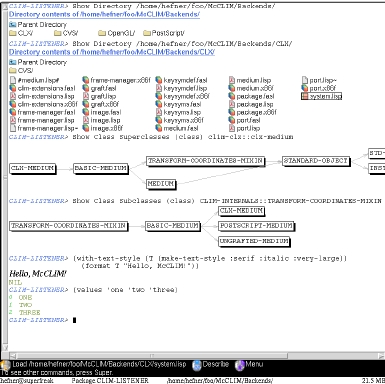 CLIM-LISTENER> Show Directory /home/hefner/foo/McCLIM/Backends/
Directory contents of /home/hefner/foo/McCLIM/Backends/
Parent Directory
CLX/ CVS/ OpenGL/ PostScript/
CLIM-LISTENER> Show Directory /home/hefner/foo/McCLIM/Backends/CLX/
Directory contents of /home/hefner/foo/McCLIM/Backends/CLX/
Parent Directory
CVS/
#medium.lisp# frame-manager.x86f keysymdef.fasl medium.lisp port.lisp~
clim-extensions.fasl graft.fasl keysymdef.lisp medium.x86f port.x86f
clim-extensions.lisp graft.lisp keysymdef.x86f package.fasl system.lisp
clim-extensions.x86f graft.x86f keysyms.fasl package.lisp
frame-manager.fasl image.fasl keysyms.lisp package.x86f
frame-manager.lisp image.lisp keysyms.x86f port.fasl
frame-manager.lisp~ image.x86f medium.fasl port.lisp
CLIM-LISTENER> Show Class Superclasses (class) clim-clx::clx-medium
STD-
TRANSFORM-COORDINATES-MIXIN STANDARD-OBJECT
CLX-MEDIUM BASIC-MEDIUM INST
MEDIUM
CLIM-LISTENER> Show Class Subclasses (class) CLIM-INTERNALS::TRANSFORM-COORDINATES-MIXIN
CLX-MEDIUM
TRANSFORM-COORDINATES-MIXIN BASIC-MEDIUM POSTSCRIPT-MEDIUM
UNGRAFTED-MEDIUM
CLIM-LISTENER> (with-text-style (T (make-text-style :serif :italic :very-large))
(format T "Hello, McCLIM!"))
Hello, McCLIM!
NIL
CLIM-LISTENER> (values 'one 'two 'three)
0 ONE
1 TWO
2 THREE
CLIM-LISTENER>
Load /home/hefner/foo/McCLIM/Backends/CLX/system.lisp Describe Menu
To see other commands, press Super.
hefner@superfreak Package CLIM-LISTENER /home/hefner/foo/McCLIM/Backends/ 21.5 MB